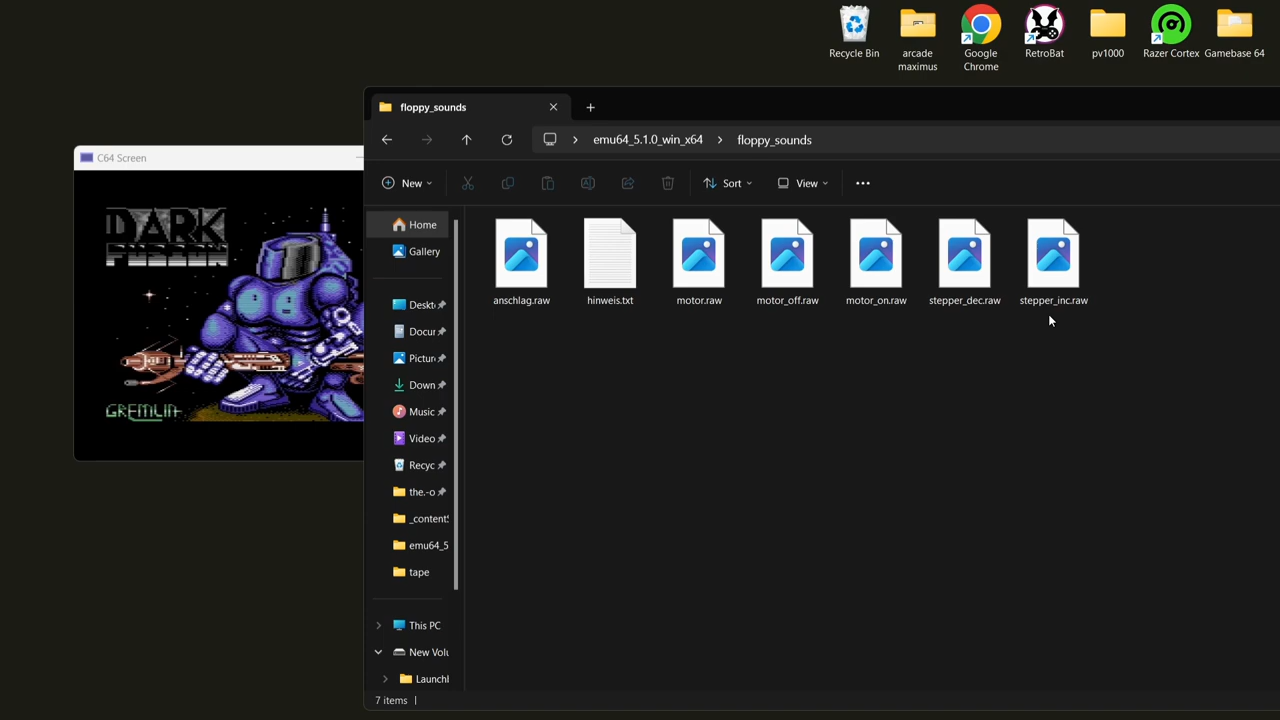 Recycle Bin
arcade
maximus
Google
Chrome
RetroBat
pv1000
Razer Cortex
Gamebase 64
floppy_sounds
emu64_5.1.0_win_x64
floppy_sounds
C64 Screen
New
Sort
View
DARK
FUSION
GREMLIN
Home
Gallery
Deskt
Docur
Pictur
Down
Music
Video
Recyc
the.-o
_content
emu64_5
tape
This PC
New Volu
Launchl
anschlag.raw
hinweis.txt
motor.raw
motor_off.raw
motor_on.raw
stepper_dec.raw
stepper_inc.raw
7 items